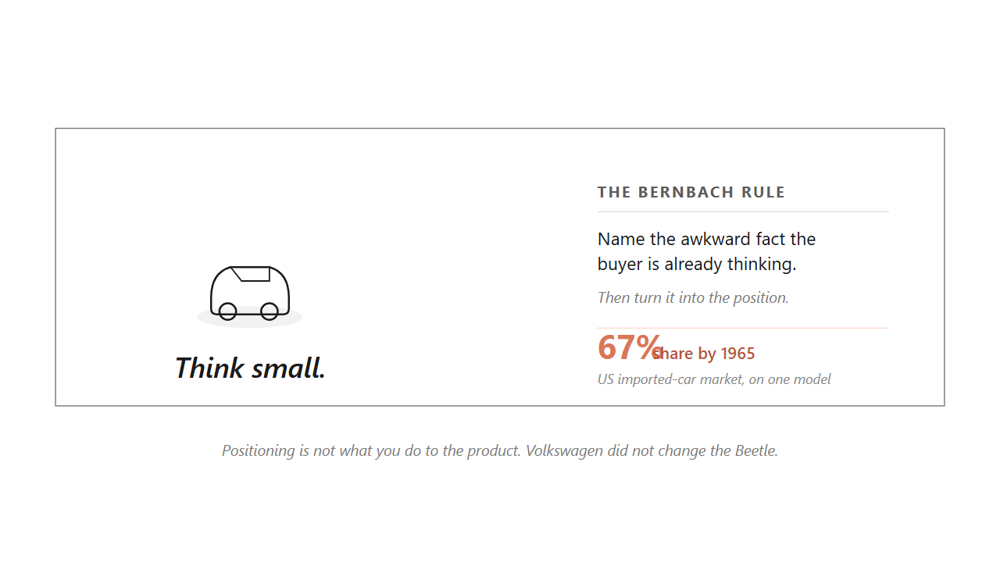 THE BERNBACH RULE
Name the awkward fact the
buyer is already thinking.
Then turn it into the position.
67% share by 1965
US imported-car market, on one model
Think small.
Positioning is not what you do to the product. Volkswagen did not change the Beetle.